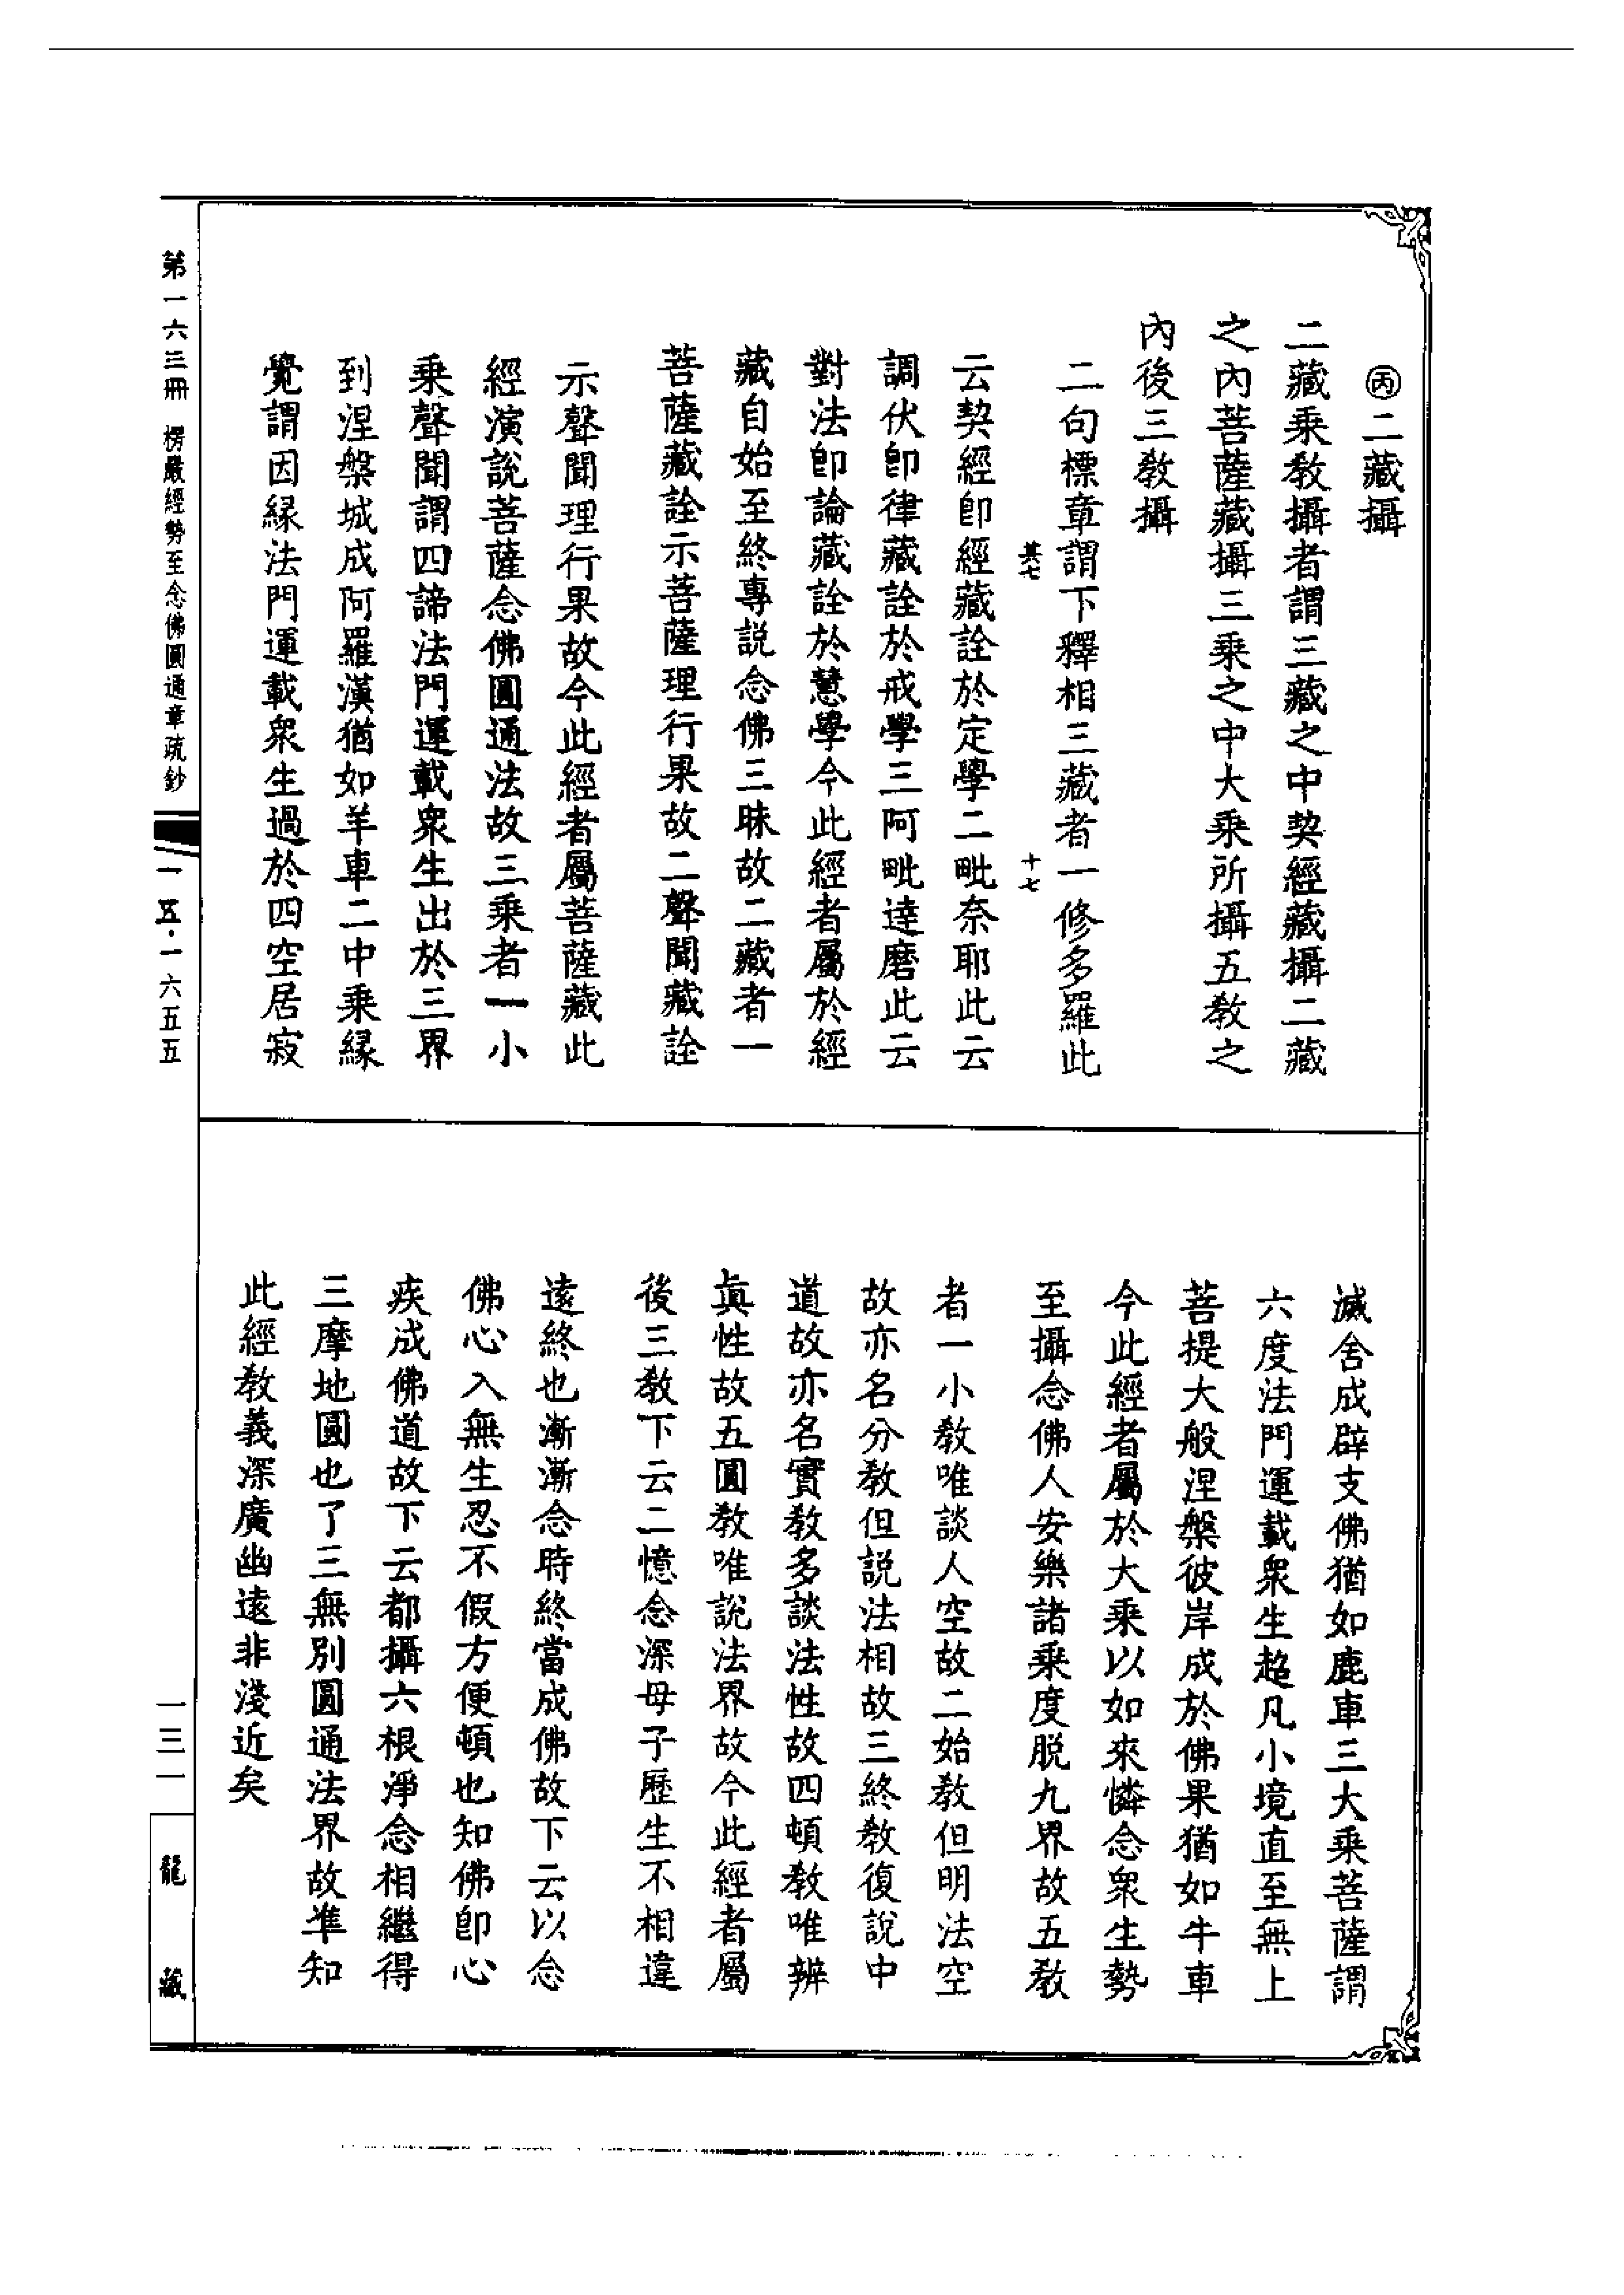 ㊄二藏攝
二藏乘教攝者謂三藏之中契經藏攝二藏
之內菩薩藏攝三乘之中大乘所攝五教之
內後三教攝
二句標章謂下釋相三藏者一修多羅此
十七
云契經卽經藏詮於定學二毗奈耶此云
調伏卽律藏詮於戒學三阿毗達磨此云
對法卽論藏詮於慧學今此經者屬於經
藏自始至終專說念佛三昧故二藏者一
菩薩藏詮示菩薩理行果故二聲聞藏詮
示聲聞理行果故今此經者屬菩薩藏此
經演說菩薩念佛圓通法故三乘者一小
乘聲聞謂四諦法門運載衆生出於三界
到涅槃城成阿羅漢猶如羊車二中乘緣
覺謂因緣法門運載衆生過於四空居寂
滅舍成辟支佛猶如鹿車三大乘菩薩謂
六度法門運載衆生超凡小境直至無上
菩提大般涅槃彼岸成於佛果猶如牛車
今此經者屬於大乘以如來憐念衆生勢
至攝念佛人安樂諸乘度脫九界故五教
者一小教唯談人空故二始教但明法空
故亦名分教但說法相故三終教復說中
道故亦名實教多談法性故四頓教唯辨
眞性故五圓教唯說法界故今此經者屬
後三教下云二憶念深母子歷生不相違
遠終也漸漸念時終當成佛故下云以念
佛心入無生忍不假方便頓也知佛卽心
疾成佛道故下云都攝六根淨念相繼得
三摩地圓也了三無別圓通法界故準知
此經教義深廣幽遠非淺近矣
第一六三冊 楞嚴經勢至念佛圓通章疏鈔
一五·一六五五
一三一
龍藏